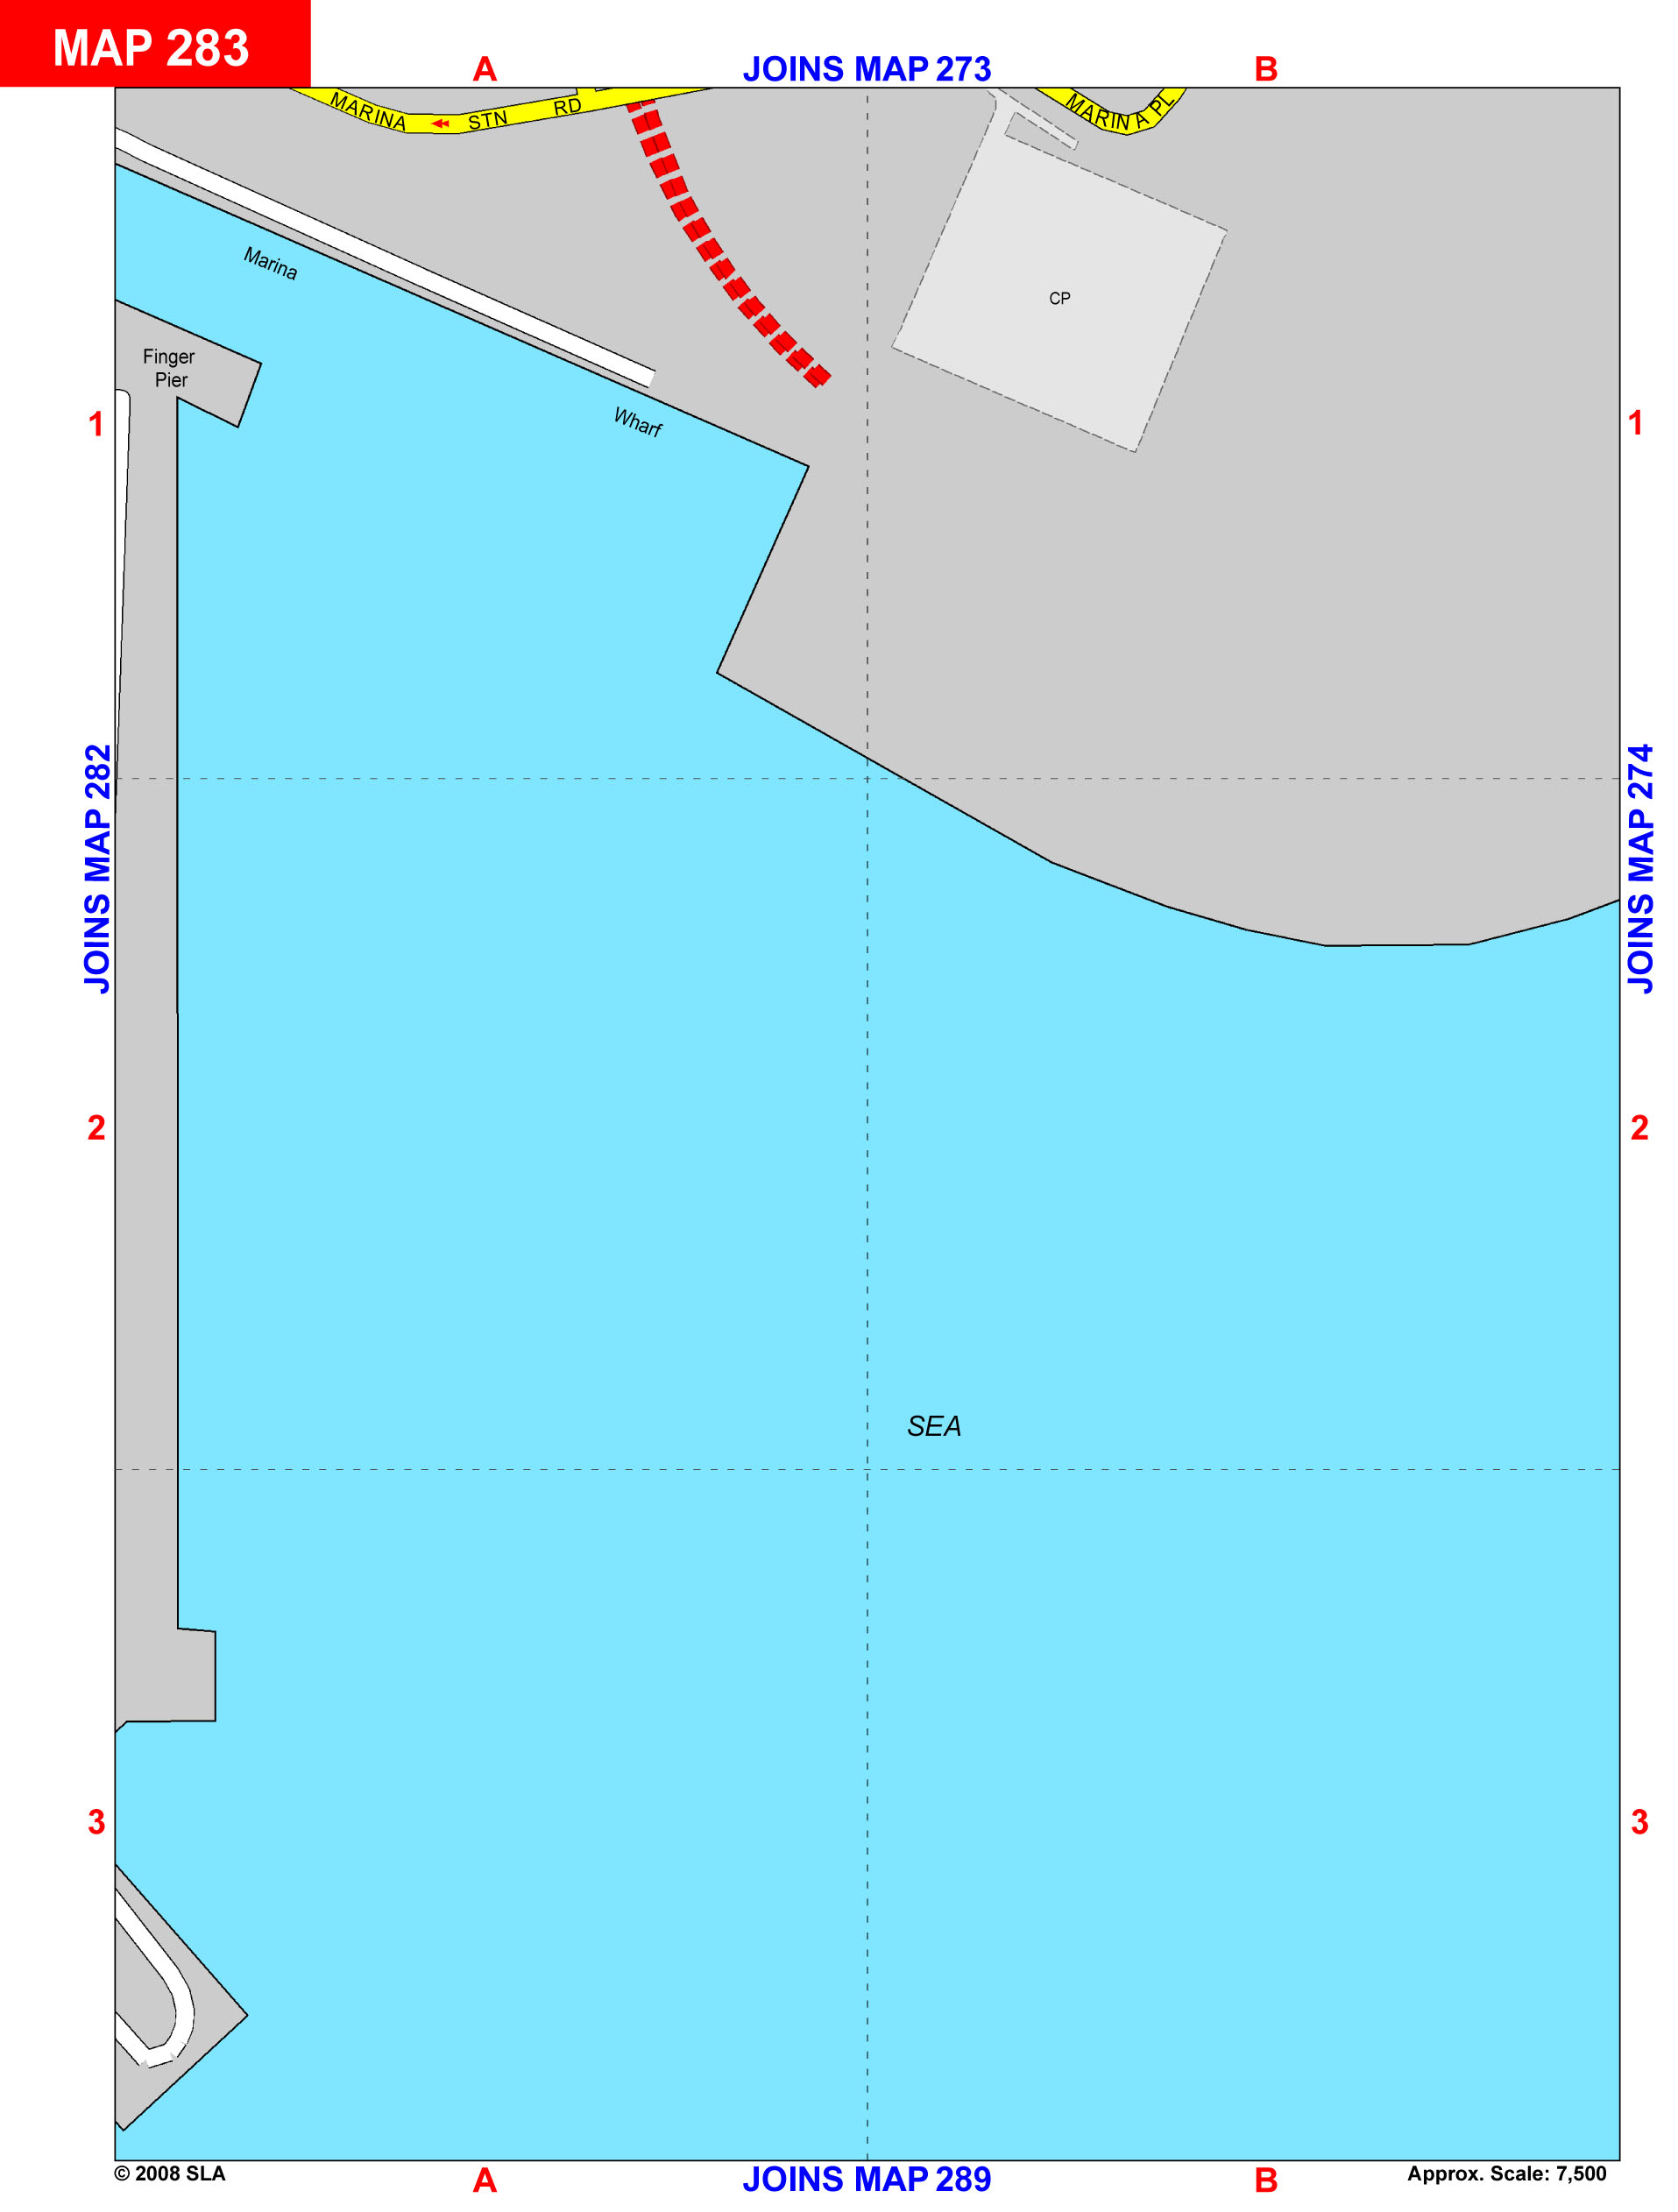 MAP 283
A
JOINS MAP 273
B
MARINA STN RD
MARINA PL
Marina
CP
Finger
Pier
1
Wharf
1
JOINS MAP 282
JOINS MAP 274
2
2
SEA
3
3
© 2008 SLA
A
JOINS MAP 289
B
Approx. Scale: 7,500